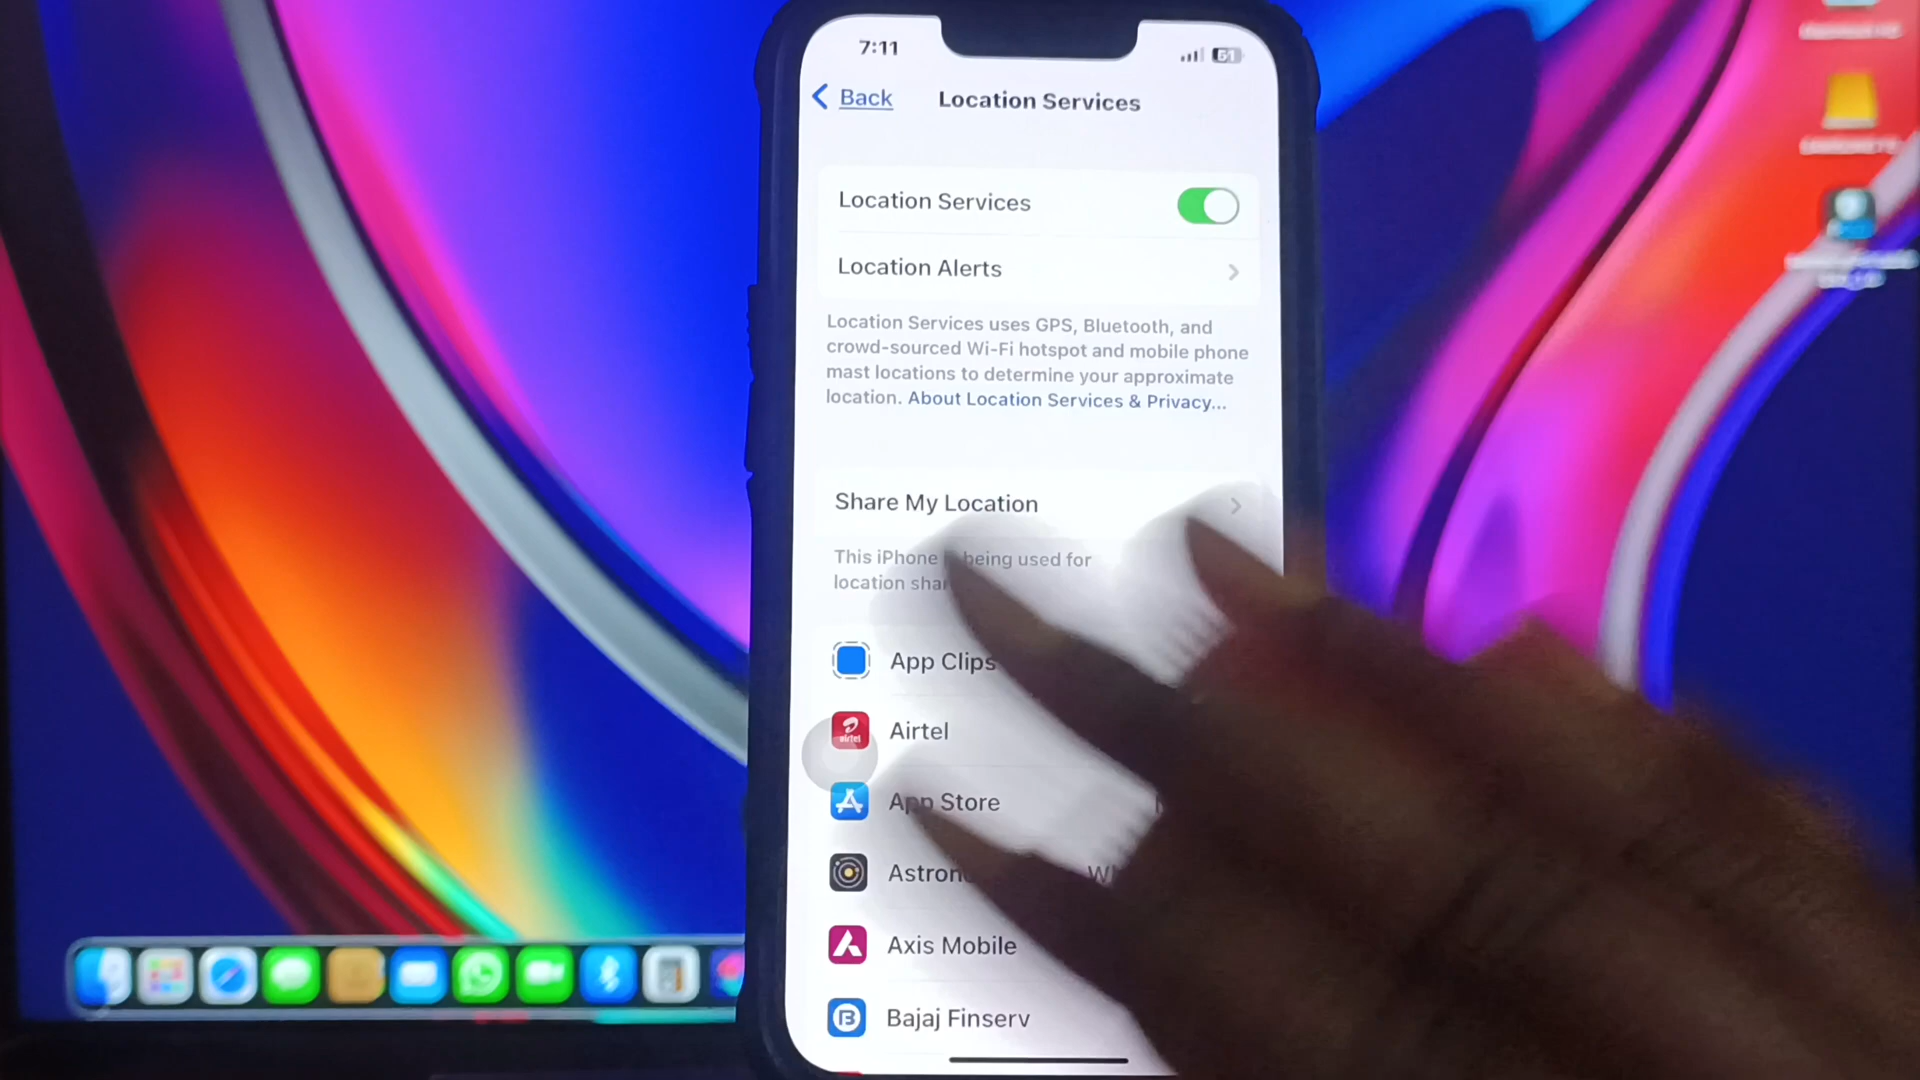 7:11
61
Back
Location Services
Location Services
Location Alerts
Location Services uses GPS, Bluetooth, and
crowd-sourced Wi-Fi hotspot and mobile phone
mast locations to determine your approximate
location. About Location Services & Privacy...
Share My Location
This iPhone being used for
location
App Clips
airtel
Airtel
App Store
Axis Mobile
Bajaj Finserv